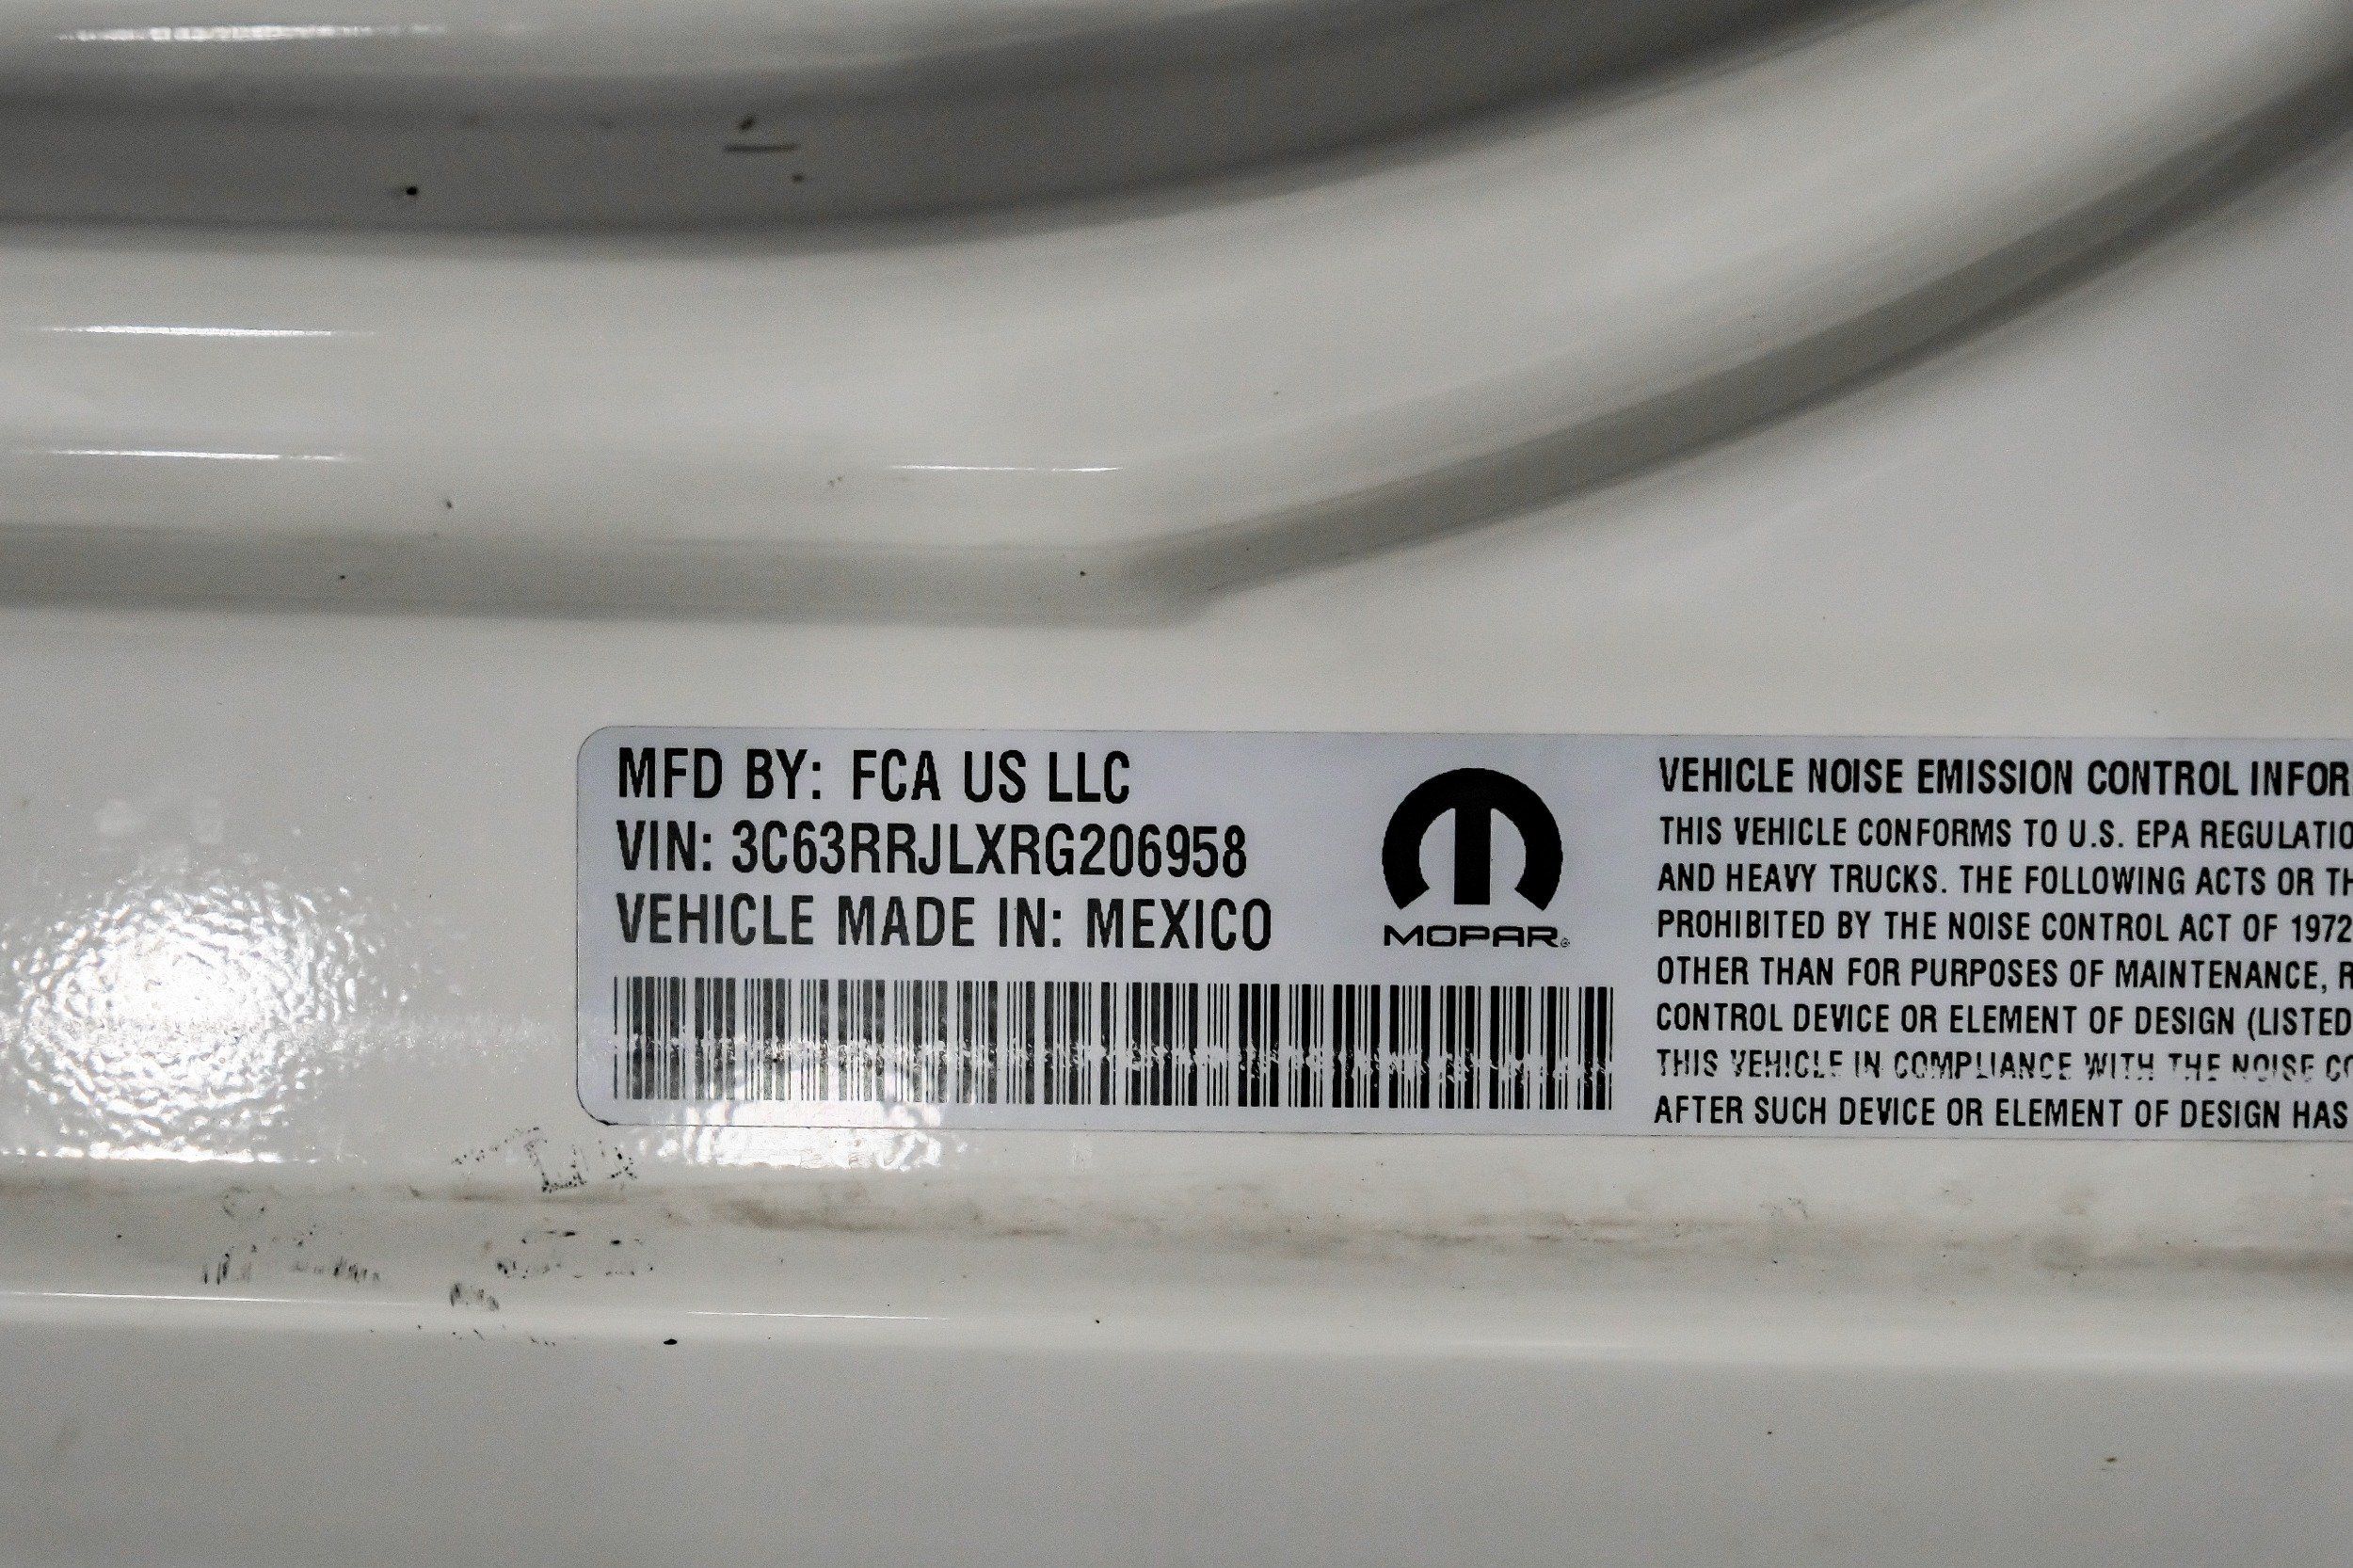 MFD BY: FCA US LLC
VIN: 3C63RRJLXRG206958
VEHICLE MADE IN: MEXICO
MOPAR®
VEHICLE NOISE EMISSION CONTROL INFOR
THIS VEHICLE CONFORMS TO U.S. EPA REGULATIO
AND HEAVY TRUCKS. THE FOLLOWING ACTS OR TH
PROHIBITED BY THE NOISE CONTROL ACT OF 1972
OTHER THAN FOR PURPOSES OF MAINTENANCE, R
CONTROL DEVICE OR ELEMENT OF DESIGN (LISTED
THIS VEHICLE IN COMPLIANCE WITH THE NOISE CO
AFTER SUCH DEVICE OR ELEMENT OF DESIGN HAS